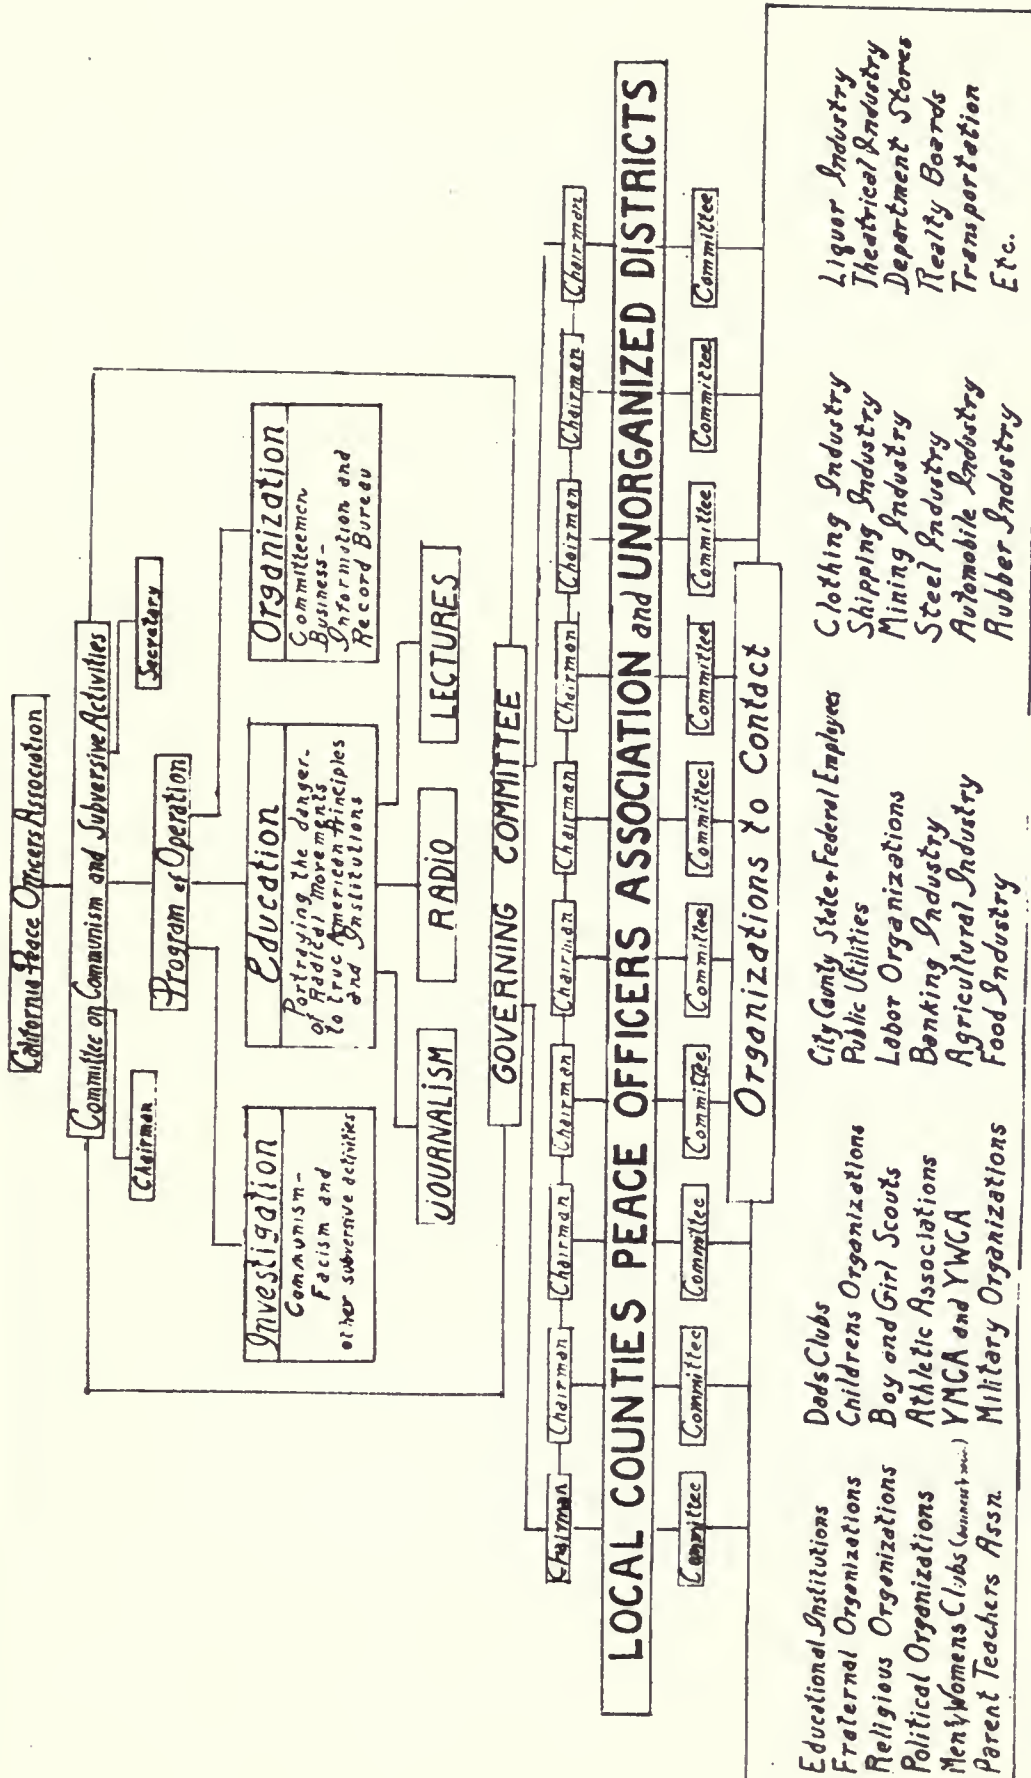 California Peace Officers Association
Committee on Communism and Subversive Activities
Chairman
Secretary
Program of Operation
Investigation
Communism-
Facism and
other subversive activities
Education
Portraying the danger-
of Radical Movements
to true American Principles
and Institutions
Organization
Committeemen
Business-
Information and
Record Bureau
JOURNALISM
RADIO
LECTURES
GOVERNING COMMITTEE
Chairman
Chairman
Chairman
Chairman
Chairman
Chairman
Chairman
Chairman
Chairman
Chairman
LOCAL COUNTIES PEACE OFFICERS ASSOCIATION and UNORGANIZED DISTRICTS
Committee
Committee
Committee
Committee
Committee
Committee
Committee
Committee
Committee
Committee
Organizations to Contact
Educational Institutions
Fraternal Organizations
Religious Organizations
Political Organizations
Men & Womens Clubs
Parent Teachers Assn.
Dads Clubs
Childrens Organizations
Boy and Girl Scouts
Athletic Associations
YMCA and YWCA
Military Organizations
City County State & Federal Employees
Public Utilities
Labor Organizations
Banking Industry
Agricultural Industry
Food Industry
Clothing Industry
Shipping Industry
Mining Industry
Steel Industry
Automobile Industry
Rubber Industry
Liquor Industry
Theatrical Industry
Department Stores
Realty Boards
Transportation
Etc.